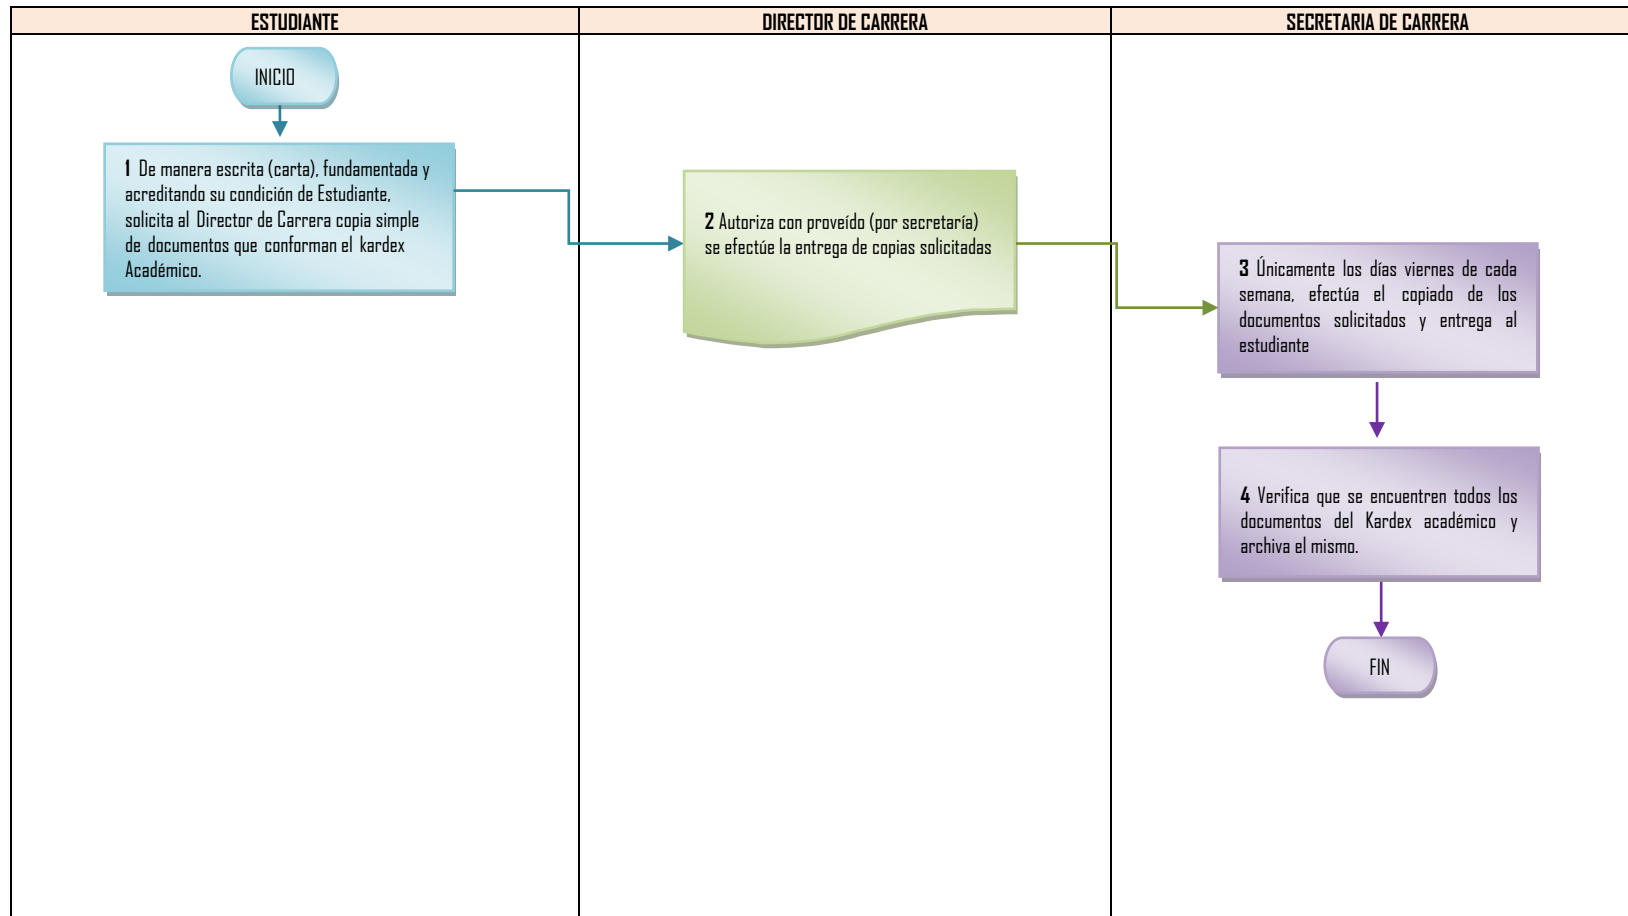 ESTUDIANTE
DIRECTOR DE CARRERA
SECRETARIA DE CARRERA
INICIO
1 De manera escrita (carta), fundamentada y
acreditando su condición de Estudiante,
solicita al Director de Carrera copia simple
de documentos que conforman el kardex
Académico.
2 Autoriza con proveído (por secretaría)
se efectúe la entrega de copias solicitadas
3 Únicamente los días viernes de cada
semana, efectúa el copiado de los
documentos solicitados y entrega al
estudiante
4 Verifica que se encuentren todos los
documentos del Kardex académico y
archiva el mismo.
FIN